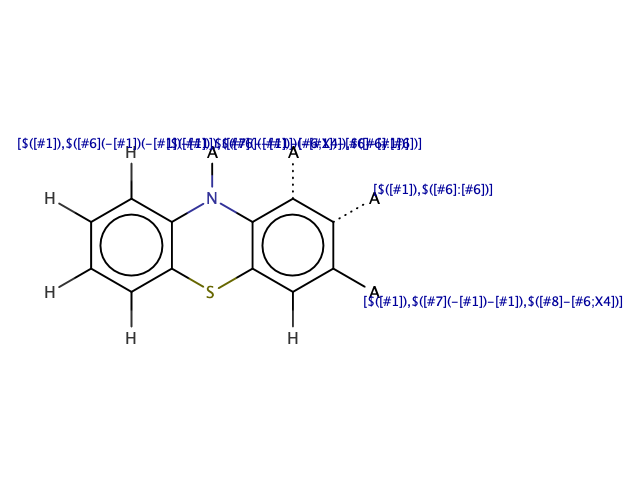 [$([#1]),$([#6](-[#1])(-[#1]
H A A
H N A [$([#1]),$([#6]:[#6])]
H S A
[$([#1]),$([#7](-[#1])-[#1]),$([#8]-[#6;X4])]
H H